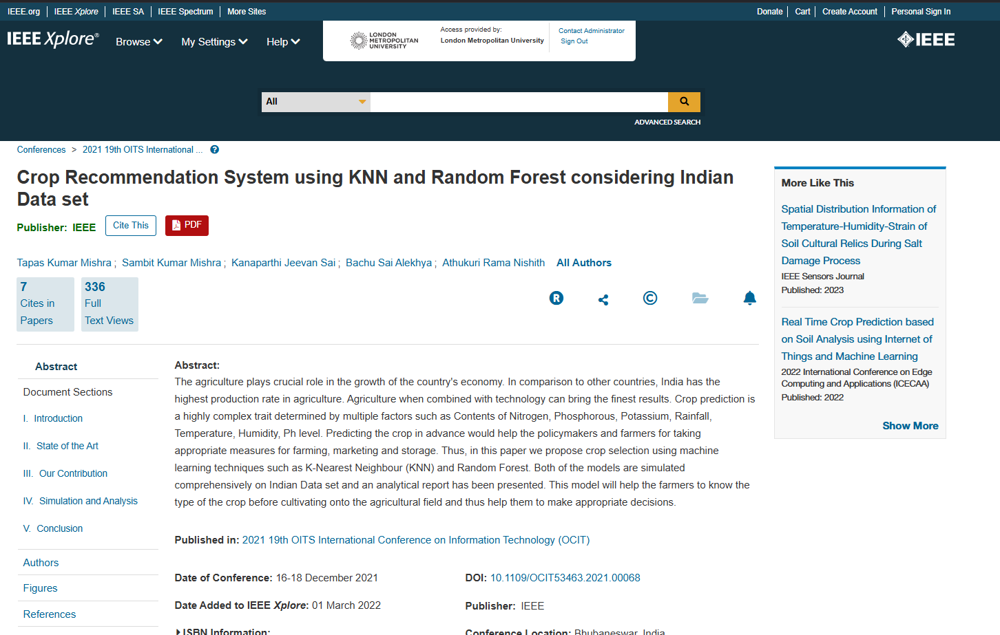 IEEE.org IEEE Xplore IEEE SA IEEE Spectrum More Sites
Donate Cart Create Account Personal Sign In
IEEE Xplore®
Browse My Settings Help
LONDON
METROPOLITAN
UNIVERSITY
Access provided by:
London Metropolitan University
Contact Administrator
Sign Out
IEEE
All
ADVANCED SEARCH
Conferences > 2021 19th OITS International ... ?
Crop Recommendation System using KNN and Random Forest considering Indian
Data set
Publisher: IEEE Cite This PDF
Tapas Kumar Mishra ; Sambit Kumar Mishra ; Kanaparthi Jeevan Sai ; Bachu Sai Alekhya ; Athukuri Rama Nishith All Authors
7
Cites in
Papers
336
Full
Text Views
R
©
Abstract
Document Sections
I. Introduction
II. State of the Art
III. Our Contribution
IV. Simulation and Analysis
V. Conclusion
Authors
Figures
References
Abstract:
The agriculture plays crucial role in the growth of the country's economy. In comparison to other countries, India has the
highest production rate in agriculture. Agriculture when combined with technology can bring the finest results. Crop prediction is
a highly complex trait determined by multiple factors such as Contents of Nitrogen, Phosphorous, Potassium, Rainfall,
Temperature, Humidity, Ph level. Predicting the crop in advance would help the policymakers and farmers for taking
appropriate measures for farming, marketing and storage. Thus, in this paper we propose crop selection using machine
learning techniques such as K-Nearest Neighbour (KNN) and Random Forest. Both of the models are simulated
comprehensively on Indian Data set and an analytical report has been presented. This model will help the farmers to know the
type of the crop before cultivating onto the agricultural field and thus help them to make appropriate decisions.
Published in: 2021 19th OITS International Conference on Information Technology (OCIT)
Date of Conference: 16-18 December 2021
DOI: 10.1109/OCIT53463.2021.00068
Date Added to IEEE Xplore: 01 March 2022
Publisher: IEEE
ISBN Information:
Conference Location: Bhubaneswar, India
More Like This
Spatial Distribution Information of
Temperature-Humidity-Strain of
Soil Cultural Relics During Salt
Damage Process
IEEE Sensors Journal
Published: 2023
Real Time Crop Prediction based
on Soil Analysis using Internet of
Things and Machine Learning
2022 International Conference on Edge
Computing and Applications (ICECAA)
Published: 2022
Show More